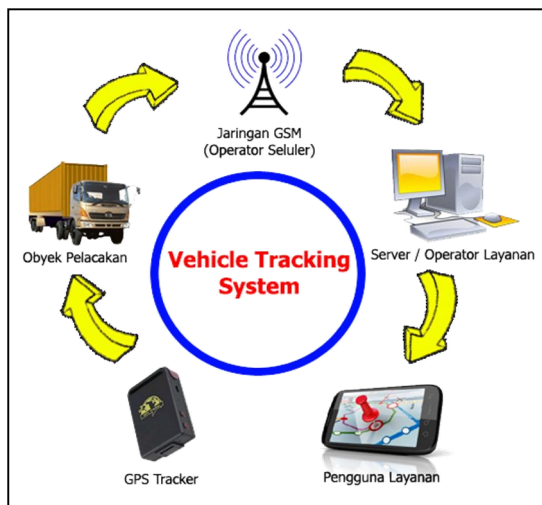 Jaringan GSM
(Operator Seluler)
Obyek Pelacakan
Server / Operator Layanan
Vehicle Tracking
System
GPS Tracker
Pengguna Layanan